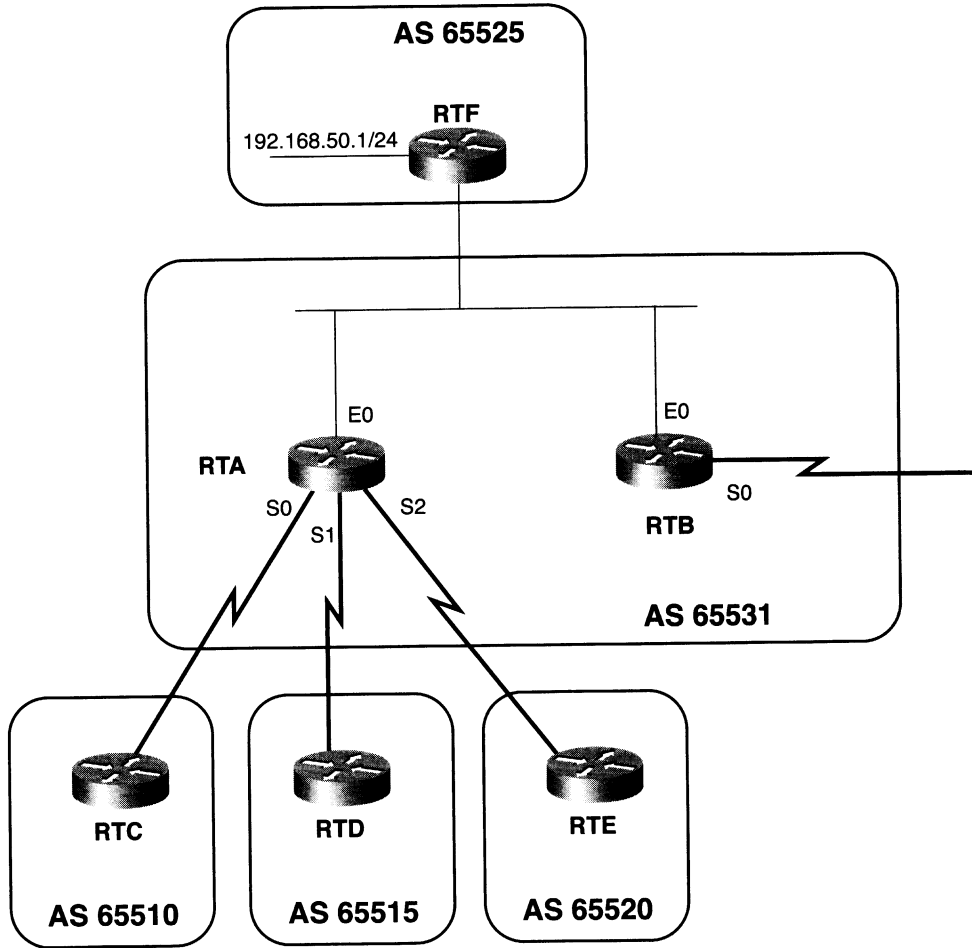 AS 65525
RTF
192.168.50.1/24
E0
E0
RTA
S0
S1
S2
S0
RTB
AS 65531
RTC
RTD
RTE
AS 65510
AS 65515
AS 65520